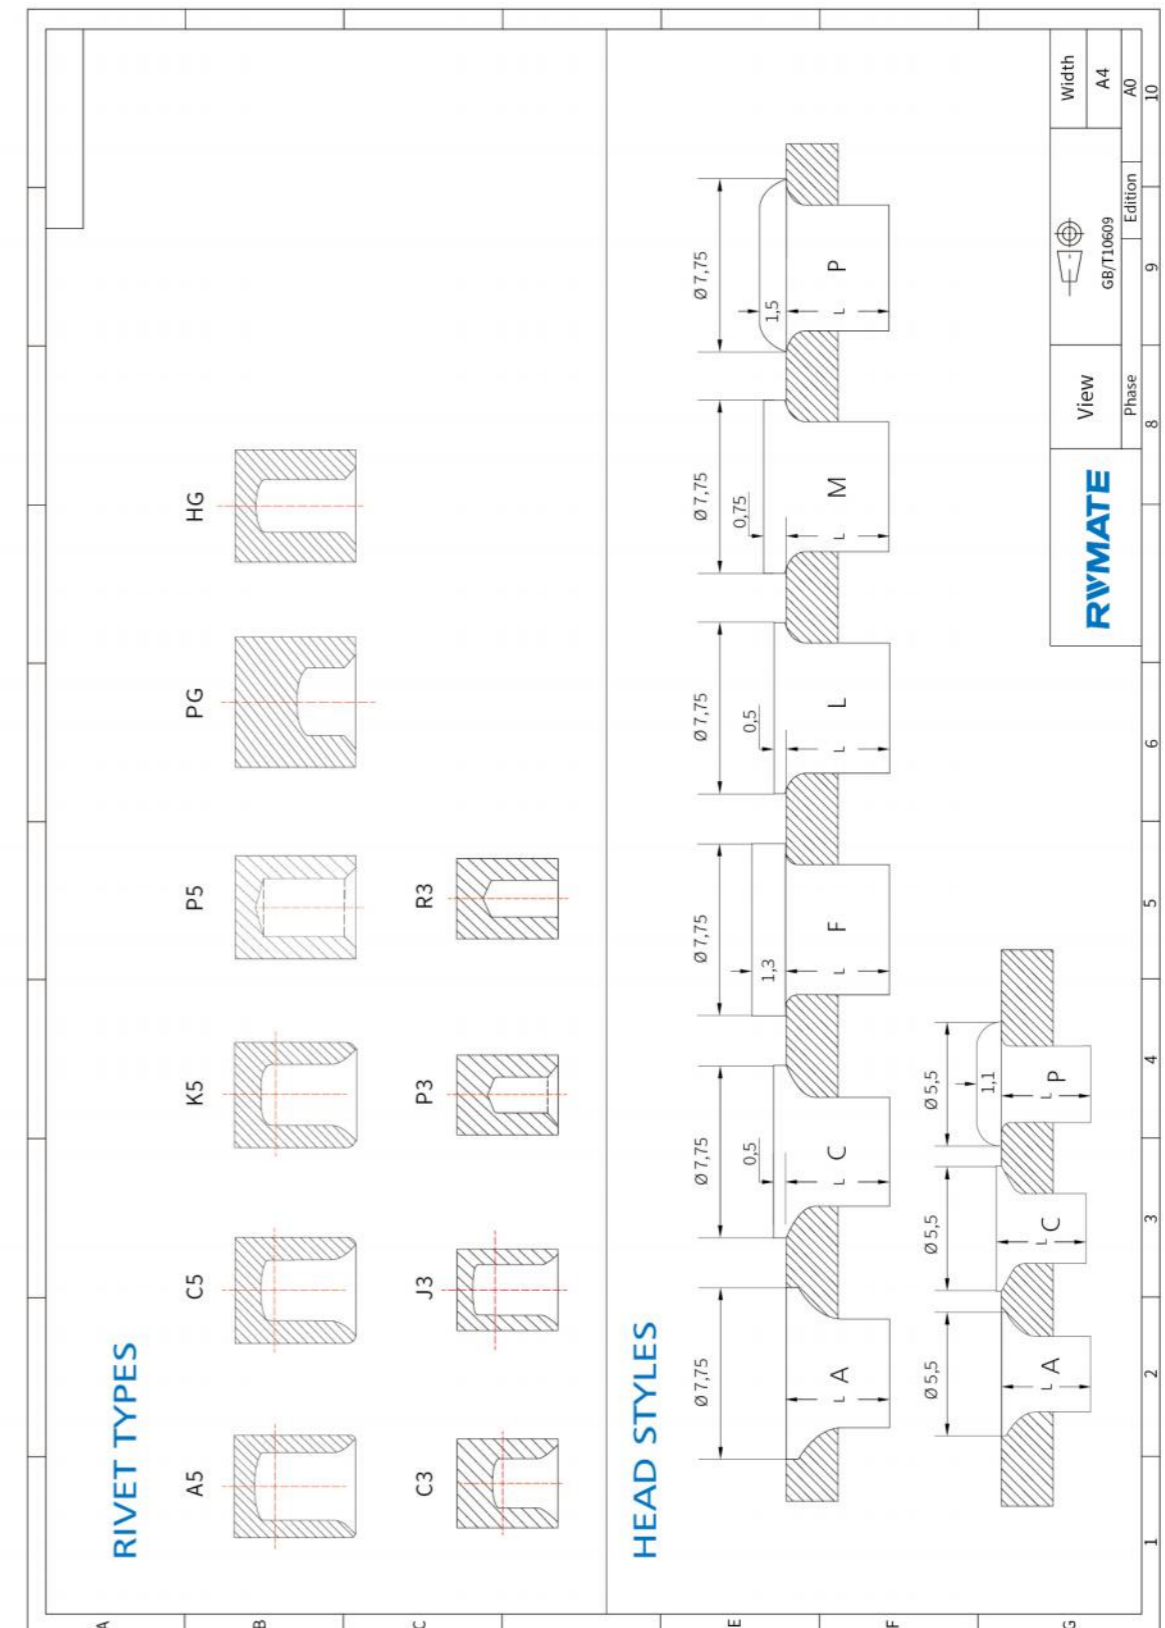 RIVET TYPES
A5
C5
K5
P5
PG
HG
C3
J3
P3
R3
HEAD STYLES
Ø 7,75
L
A
Ø 7,75
0,5
L
C
Ø 7,75
1,3
L
F
Ø 7,75
0,5
L
L
Ø 7,75
0,75
L
M
Ø 7,75
1,5
L
P
Ø 5,5
L
A
Ø 5,5
L
C
Ø 5,5
1,1
L
P
RWMATE
View
Phase
GB/T10609
Edition
Width
A4
A0
1
2
3
4
5
6
8
9
10
A
B
C
E
F
G